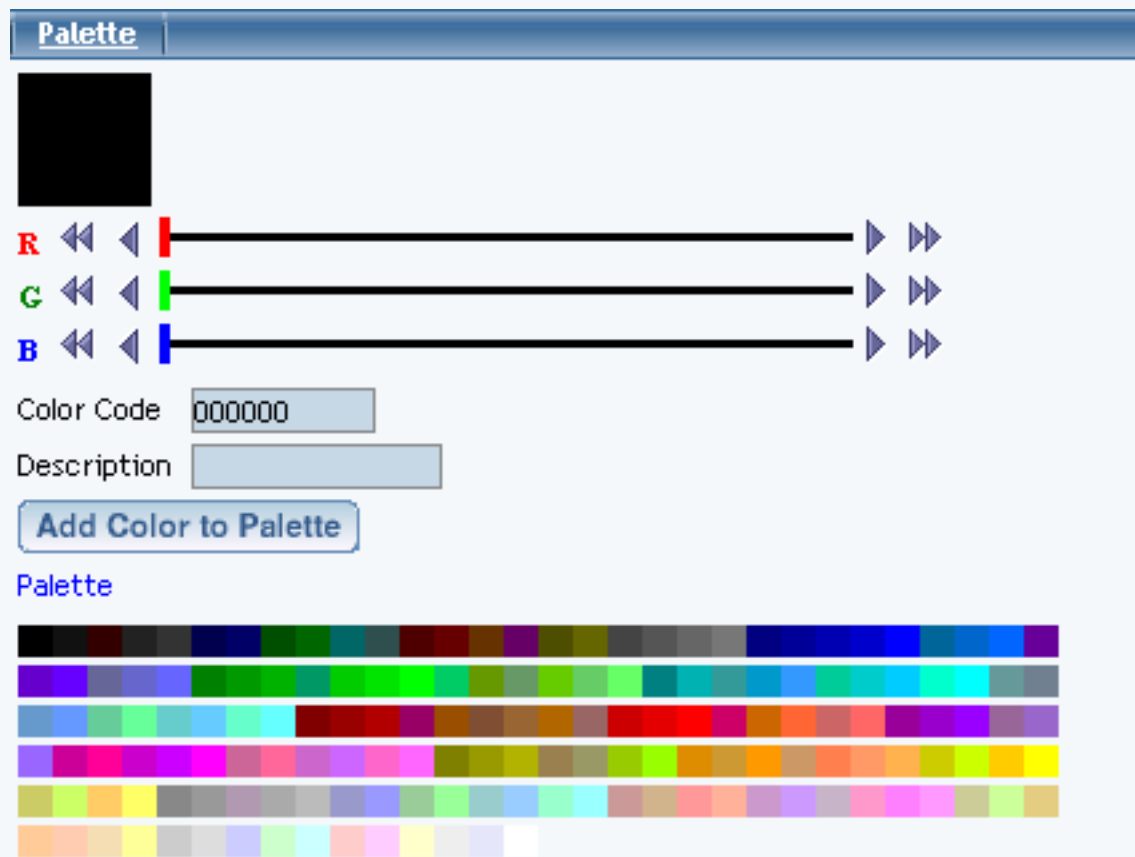 Palette
R
G
B
Color Code 000000
Description
Add Color to Palette
Palette